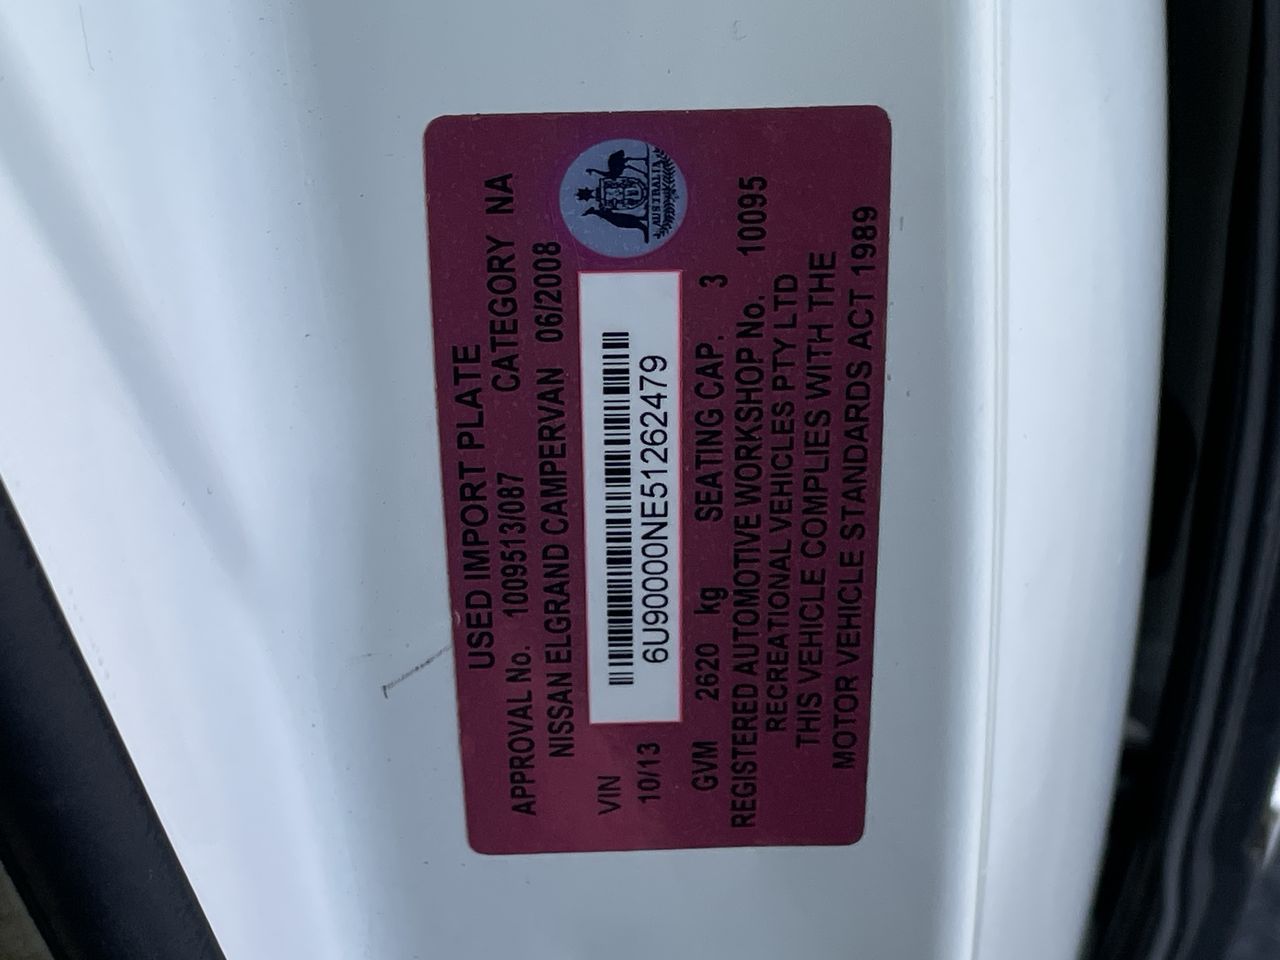 USED IMPORT PLATE
APPROVAL No. 1009513/087 CATEGORY NA
NISSAN ELGRAND CAMPERVAN 06/2008
AUSTRALIA
VIN
10/13 6U90000NE51262479
GVM 2620 kg SEATING CAP. 3
REGISTERED AUTOMOTIVE WORKSHOP No. 10095
RECREATIONAL VEHICLES PTY LTD
THIS VEHICLE COMPLIES WITH THE
MOTOR VEHICLE STANDARDS ACT 1989